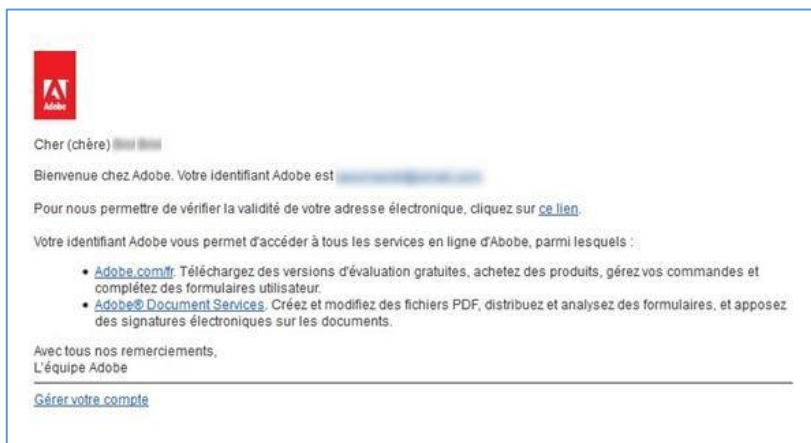 Adobe
Cher (chère)
Bienvenue chez Adobe. Votre identifiant Adobe est
Pour nous permettre de vérifier la validité de votre adresse électronique, cliquez sur ce lien.
Votre identifiant Adobe vous permet d'accéder à tous les services en ligne d'Abobe, parmi lesquels :
• Adobe.com/fr. Téléchargez des versions d'évaluation gratuites, achetez des produits, gérez vos commandes et
complétez des formulaires utilisateur.
• Adobe® Document Services. Créez et modifiez des fichiers PDF, distribuez et analysez des formulaires, et apposez
des signatures électroniques sur les documents.
Avec tous nos remerciements,
L'équipe Adobe
Gérer votre compte